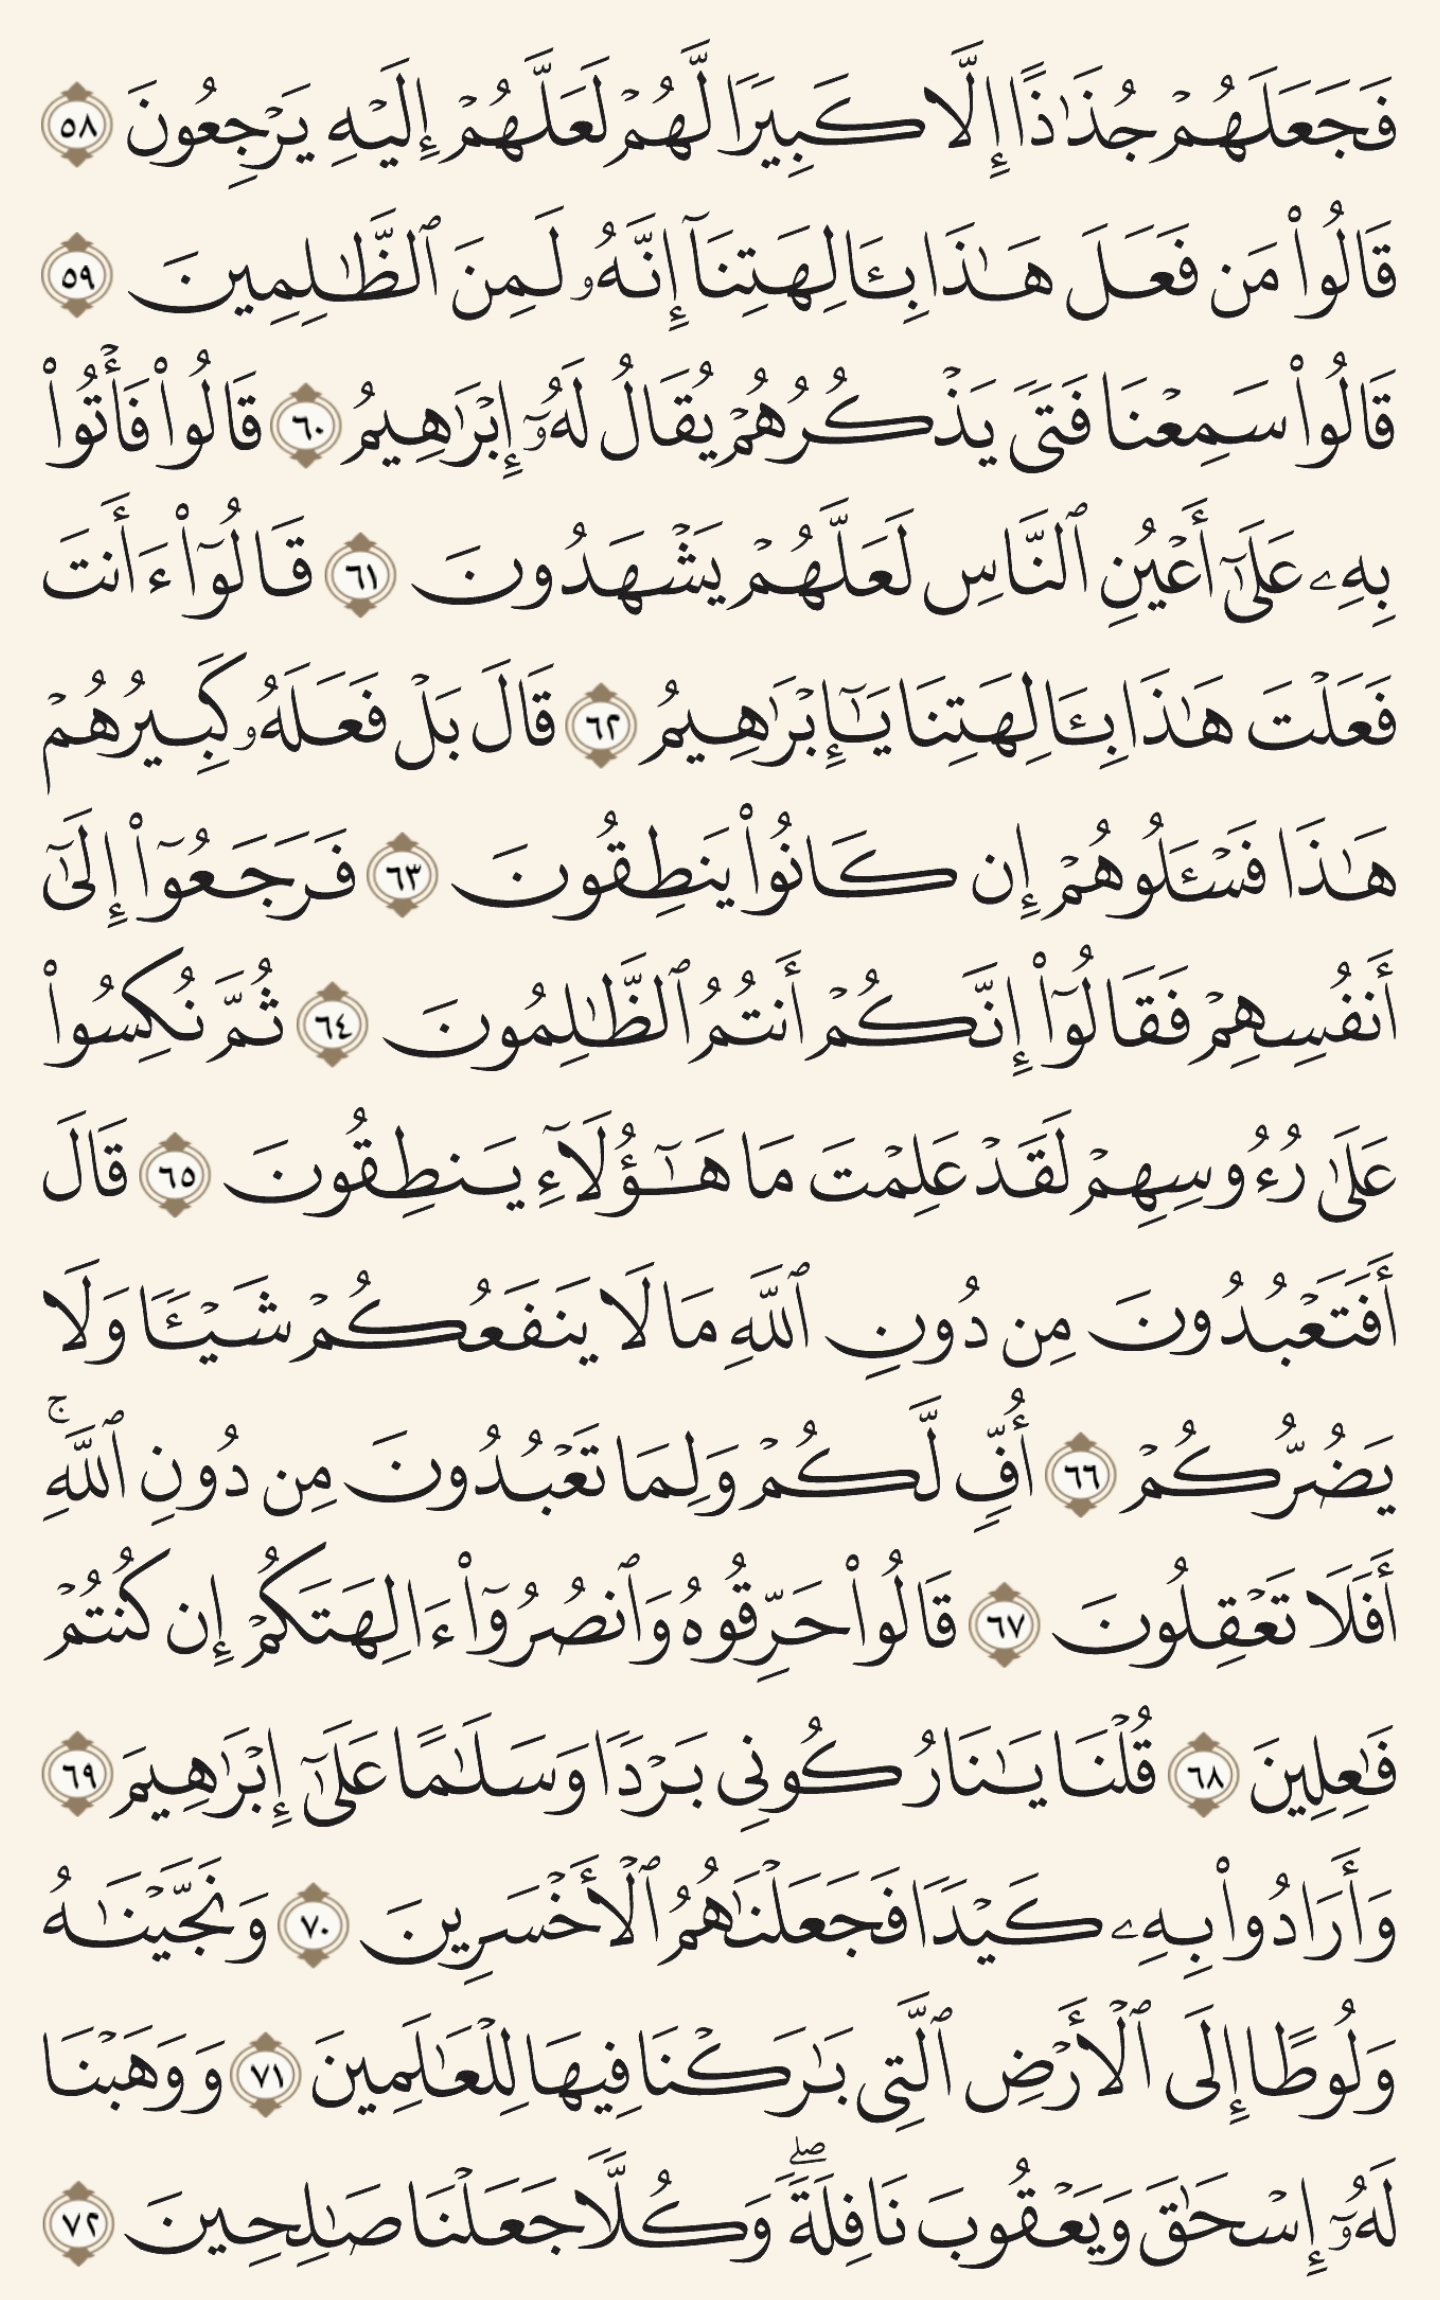 فَجَعَلَهُمْ جُذَٰذًا إِلَّا كَبِيرًا لَّهُمْ لَعَلَّهُمْ إِلَيْهِ يَرْجِعُونَ ٥٨
قَالُوا۟ مَن فَعَلَ هَـٰذَا بِـَٔالِهَتِنَآ إِنَّهُۥ لَمِنَ ٱلظَّـٰلِمِينَ ٥٩
قَالُوا۟ سَمِعْنَا فَتًى يَذْكُرُهُمْ يُقَالُ لَهُۥٓ إِبْرَٰهِيمُ ٦٠ قَالُوا۟ فَأْتُوا۟
بِهِۦ عَلَىٰٓ أَعْيُنِ ٱلنَّاسِ لَعَلَّهُمْ يَشْهَدُونَ ٦١ قَالُوٓا۟ ءَأَنتَ
فَعَلْتَ هَـٰذَا بِـَٔالِهَتِنَا يَـٰٓإِبْرَٰهِيمُ ٦٢ قَالَ بَلْ فَعَلَهُۥ كَبِيرُهُمْ
هَـٰذَا فَسْـَٔلُوهُمْ إِن كَانُوا۟ يَنطِقُونَ ٦٣ فَرَجَعُوٓا۟ إِلَىٰٓ
أَنفُسِهِمْ فَقَالُوٓا۟ إِنَّكُمْ أَنتُمُ ٱلظَّـٰلِمُونَ ٦٤ ثُمَّ نُكِسُوا۟
عَلَىٰ رُءُوسِهِمْ لَقَدْ عَلِمْتَ مَا هَـٰٓؤُلَآءِ يَنطِقُونَ ٦٥ قَالَ
أَفَتَعْبُدُونَ مِن دُونِ ٱللَّهِ مَا لَا يَنفَعُكُمْ شَيْـًٔا وَلَا
يَضُرُّكُمْ ٦٦ أُفٍّ لَّكُمْ وَلِمَا تَعْبُدُونَ مِن دُونِ ٱللَّهِ ۚ
أَفَلَا تَعْقِلُونَ ٦٧ قَالُوا۟ حَرِّقُوهُ وَٱنصُرُوٓا۟ ءَالِهَتَكُمْ إِن كُنتُمْ
فَـٰعِلِينَ ٦٨ قُلْنَا يَـٰنَارُ كُونِى بَرْدًا وَسَلَـٰمًا عَلَىٰٓ إِبْرَٰهِيمَ ٦٩
وَأَرَادُوا۟ بِهِۦ كَيْدًا فَجَعَلْنَـٰهُمُ ٱلْأَخْسَرِينَ ٧٠ وَنَجَّيْنَـٰهُ
وَلُوطًا إِلَى ٱلْأَرْضِ ٱلَّتِى بَـٰرَكْنَا فِيهَا لِلْعَـٰلَمِينَ ٧١ وَوَهَبْنَا
لَهُۥٓ إِسْحَـٰقَ وَيَعْقُوبَ نَافِلَةً ۖ وَكُلًّا جَعَلْنَا صَـٰلِحِينَ ٧٢